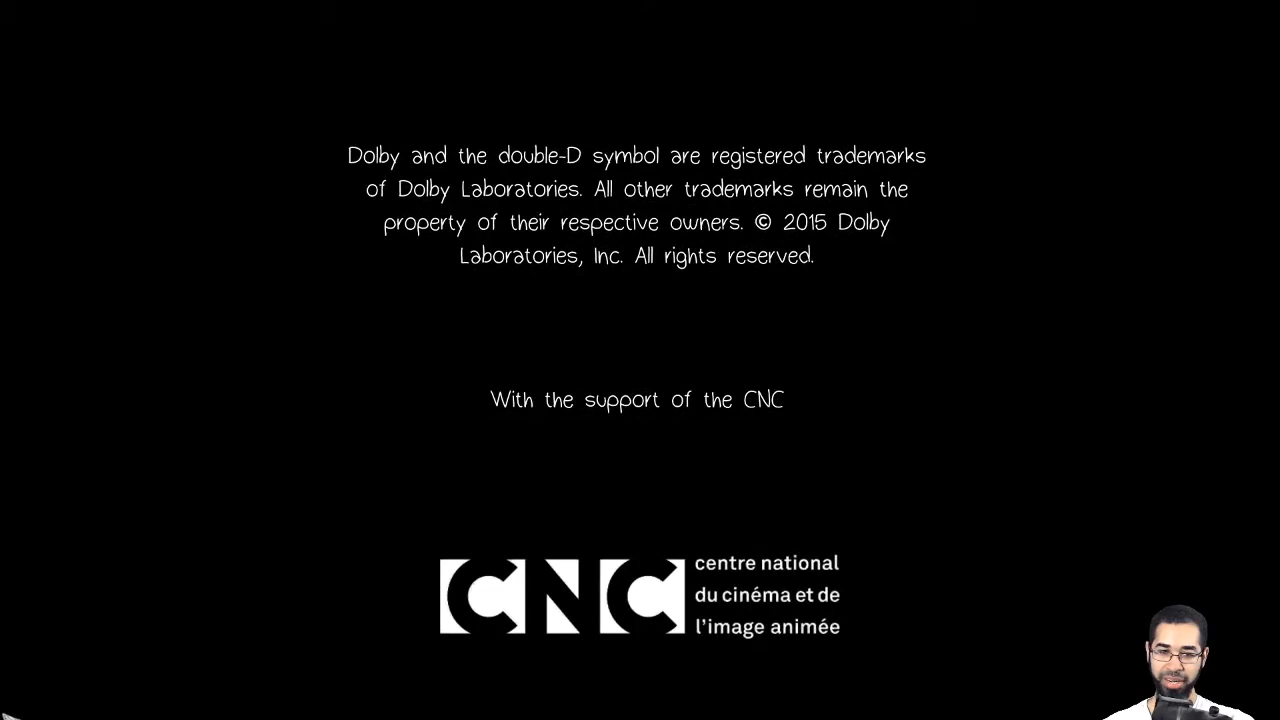 Dolby and the double-D symbol are registered trademarks
of Dolby Laboratories. All other trademarks remain the
property of their respective owners. © 2015 Dolby
Laboratories, Inc. All rights reserved.
With the support of the CNC
CNC
centre national
du cinéma et de
l'image animée